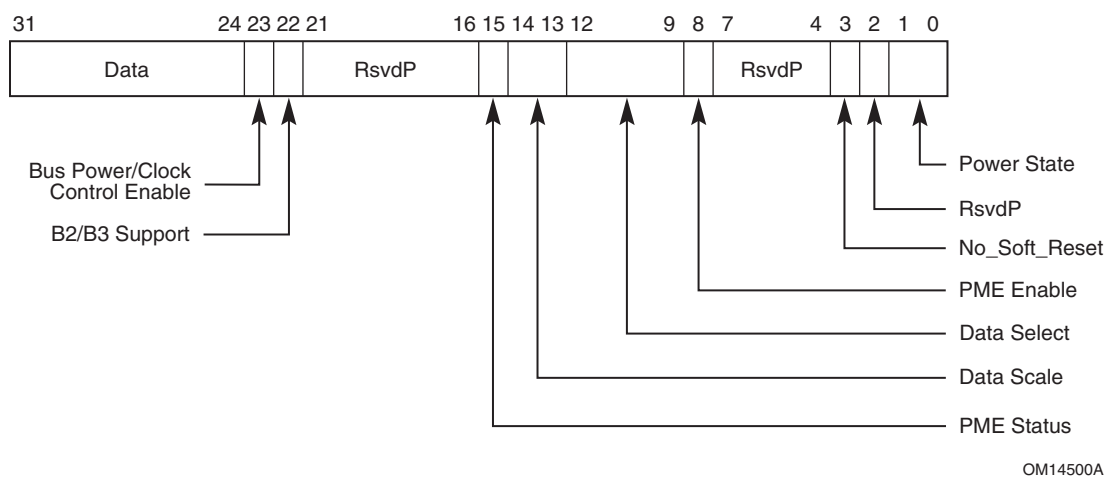 31 24 23 22 21 16 15 14 13 12 9 8 7 4 3 2 1 0
Data RsvdP RsvdP
Bus Power/Clock
Control Enable
B2/B3 Support
Power State
RsvdP
No_Soft_Reset
PME Enable
Data Select
Data Scale
PME Status
OM14500A